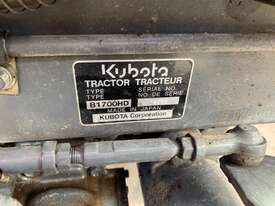 Kubota
TRACTOR TRACTEUR
TYPE SERIAL NO.
TYPE NO DE SERIE
B1700HD
MADE IN JAPAN
KUBOTA Corporation